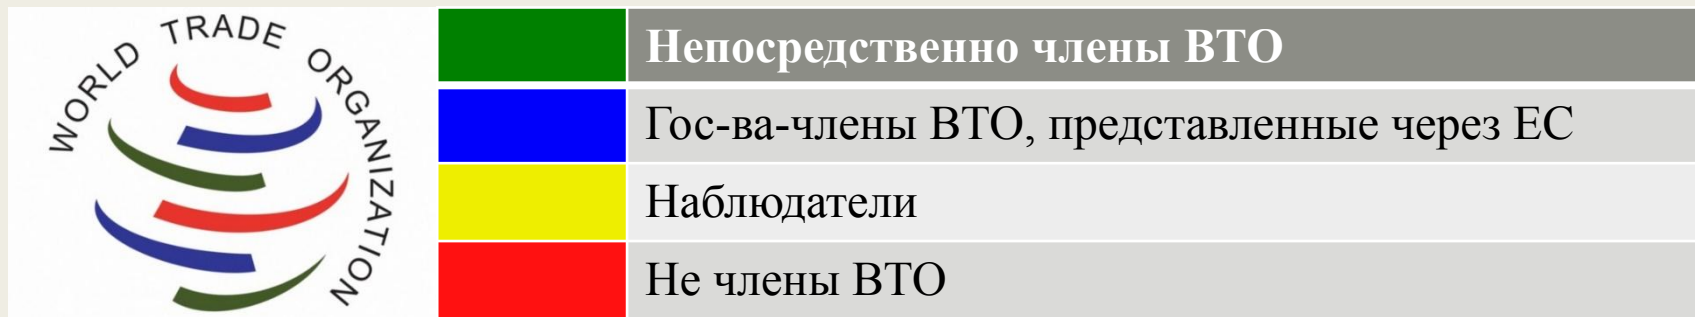 WORLD TRADE ORGANIZATION
Непосредственно члены ВТО
Гос-ва-члены ВТО, представленные через ЕС
Наблюдатели
Не члены ВТО